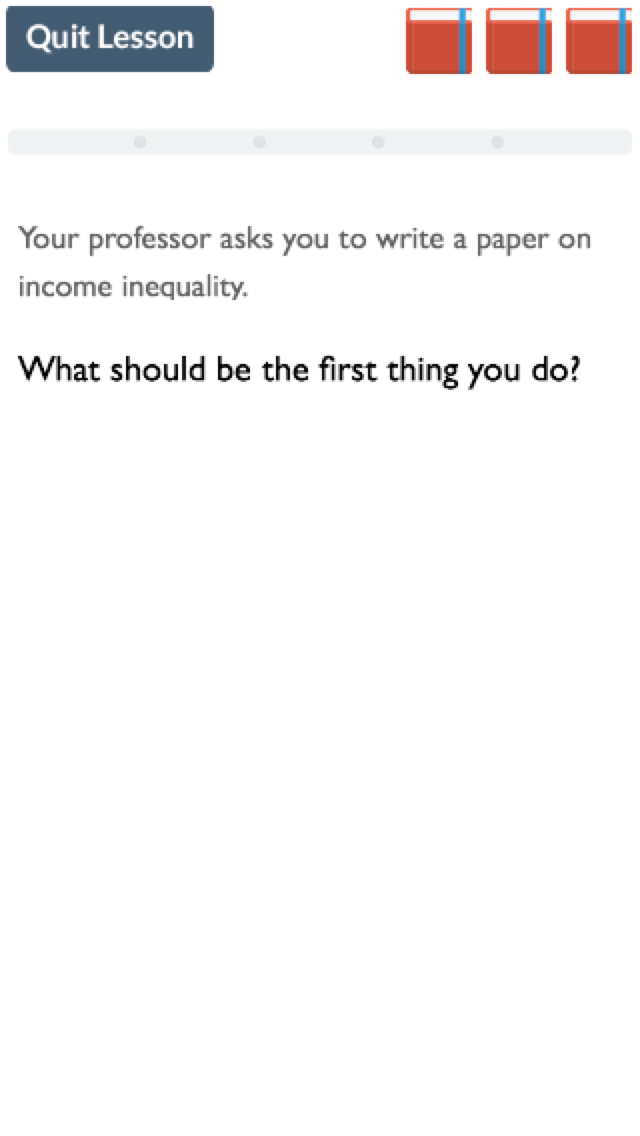 Quit Lesson
Your professor asks you to write a paper on
income inequality.
What should be the first thing you do?